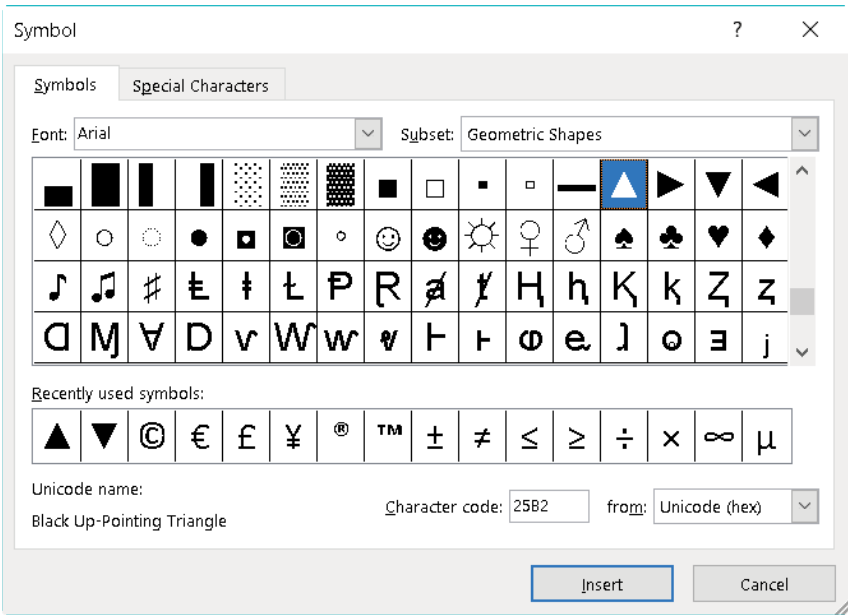 Symbol ? ×
Symbols Special Characters
Font: Arial Subset: Geometric Shapes
▄ █ ▌ ▐ ░ ▒ ▓ ■ □ ▪ ▫ ▬ ▲ ► ▼ ◄
◊ ○ ◌ ● ◘ ◙ ◦ ☺ ☻ ☼ ♀ ♂ ♠ ♣ ♥ ♦
♪ ♫ ♯ Ⱡ ⱡ Ɫ Ᵽ Ɽ ⱥ ⱦ Ⱨ ⱨ Ⱪ ⱪ Ⱬ ⱬ
Ɑ Ɱ Ɐ ⱱ Ⱳ ⱳ ⱴ Ⱶ ⱶ ⱷ ⱸ ⱹ ⱺ ⱻ ⱼ
Recently used symbols:
▲ ▼ © € £ ¥ ® ™ ± ≠ ≤ ≥ ÷ × ∞ µ
Unicode name:
Black Up-Pointing Triangle
Character code: 25B2 from: Unicode (hex)
Insert Cancel